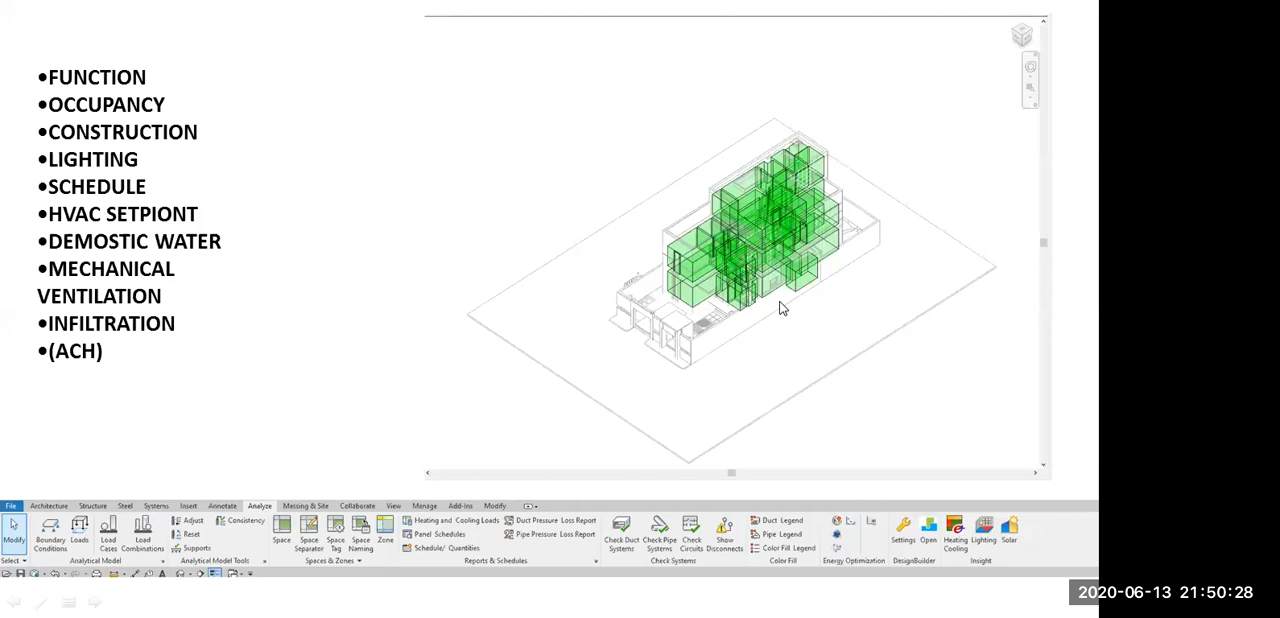 •FUNCTION
•OCCUPANCY
•CONSTRUCTION
•LIGHTING
•SCHEDULE
•HVAC SETPIONT
•DEMOSTIC WATER
•MECHANICAL
VENTILATION
•INFILTRATION
•(ACH)
File Architecture Structure Steel Systems Insert Annotate Analyze Massing & Site Collaborate View Manage Add-Ins Modify
Modify
Boundary Conditions
Loads
Load Cases
Load Combinations
Adjust
Reset
Supports
Consistency
Space
Space Separator
Space Tag
Space Naming
Zone
Heating and Cooling Loads
Panel Schedules
Schedule/ Quantities
Duct Pressure Loss Report
Pipe Pressure Loss Report
Check Duct Systems
Check Pipe Systems
Check Circuits
Show Disconnects
Duct Legend
Pipe Legend
Color Fill Legend
Settings
Open
Heating Cooling
Lighting
Solar
Select
Analytical Model
Analytical Model Tools
Spaces & Zones
Reports & Schedules
Check Systems
Color Fill
Energy Optimization
DesignBuilder
Insight
2020-06-13 21:50:28